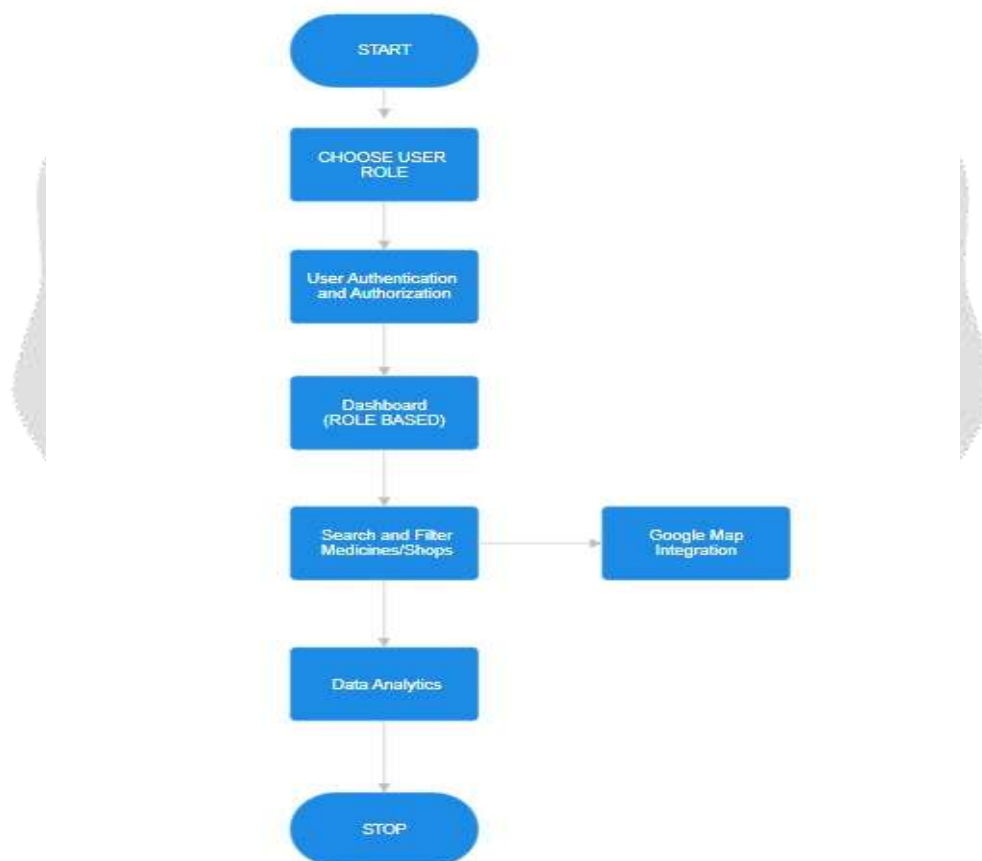 START
CHOOSE USER
ROLE
User Authentication
and Authorization
Dashboard
(ROLE BASED)
Search and Filter
Medicines/Shops
Google Map
Integration
Data Analytics
STOP